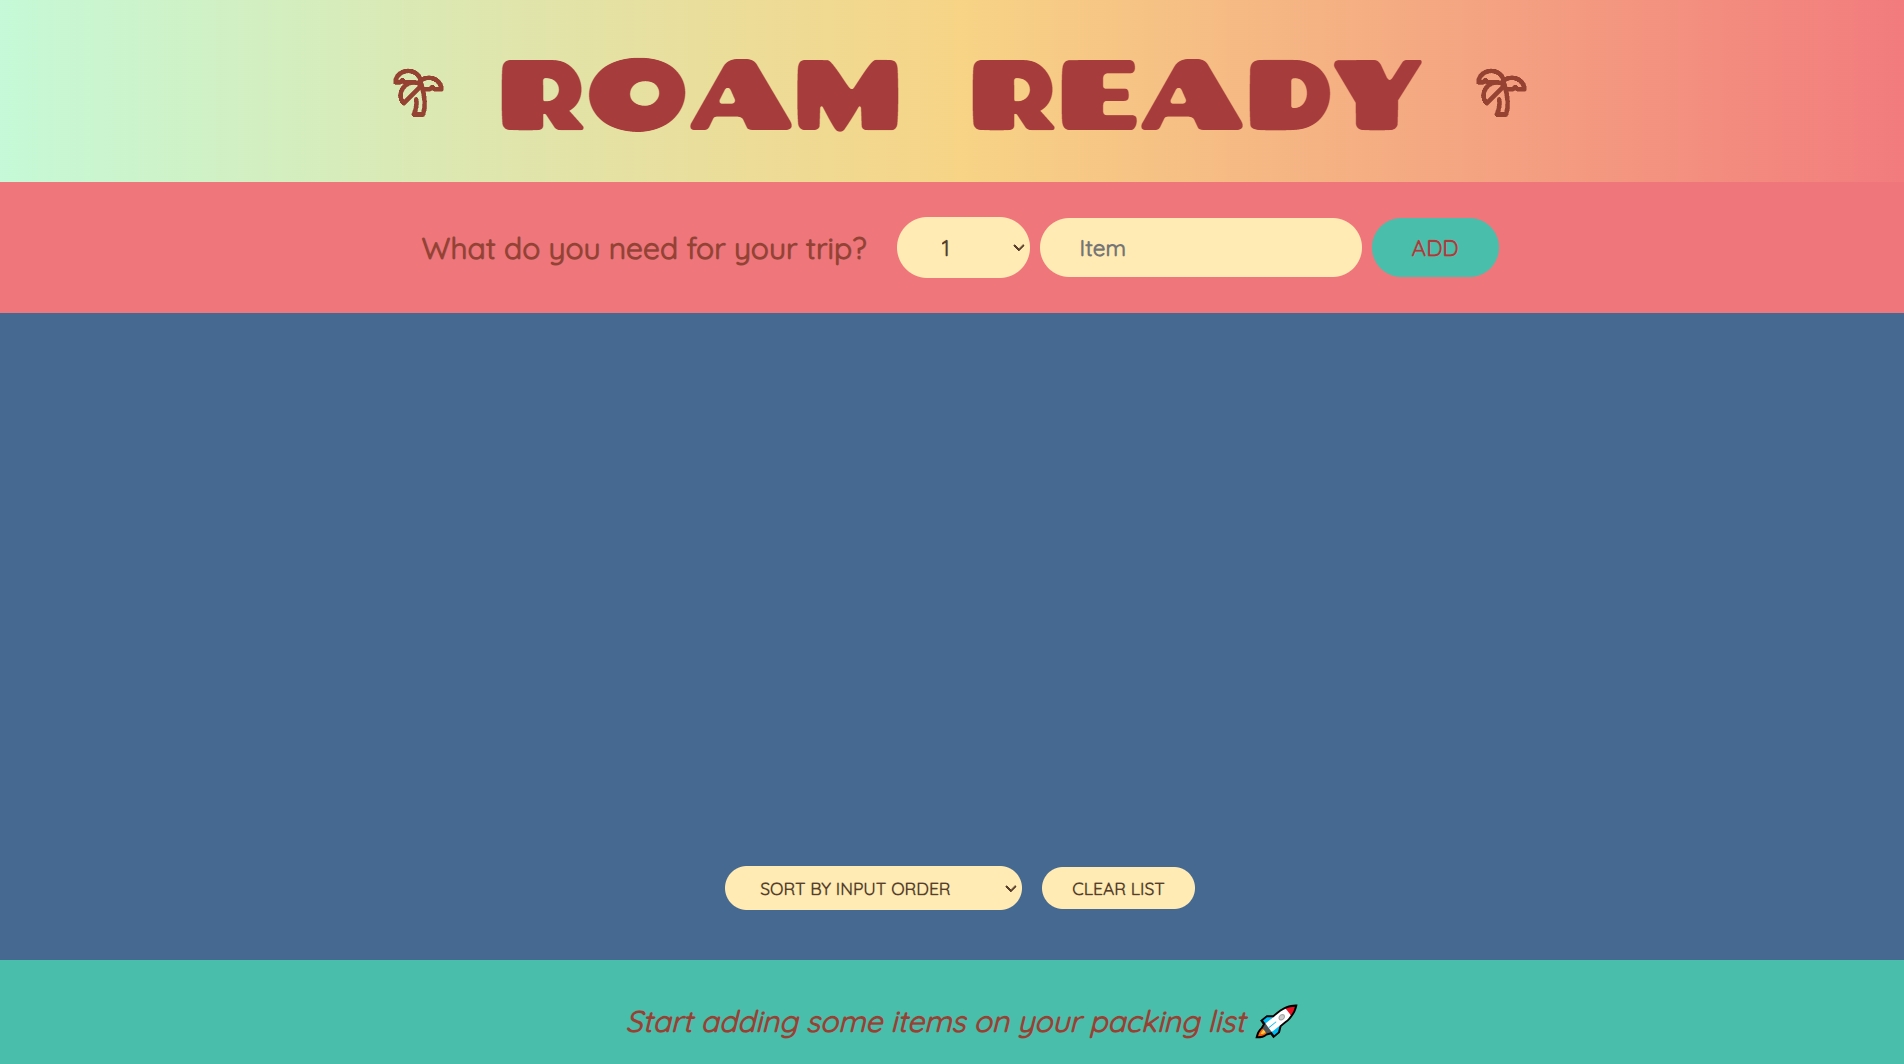 ROAM READY
What do you need for your trip? 1 Item ADD
SORT BY INPUT ORDER CLEAR LIST
Start adding some items on your packing list 🚀